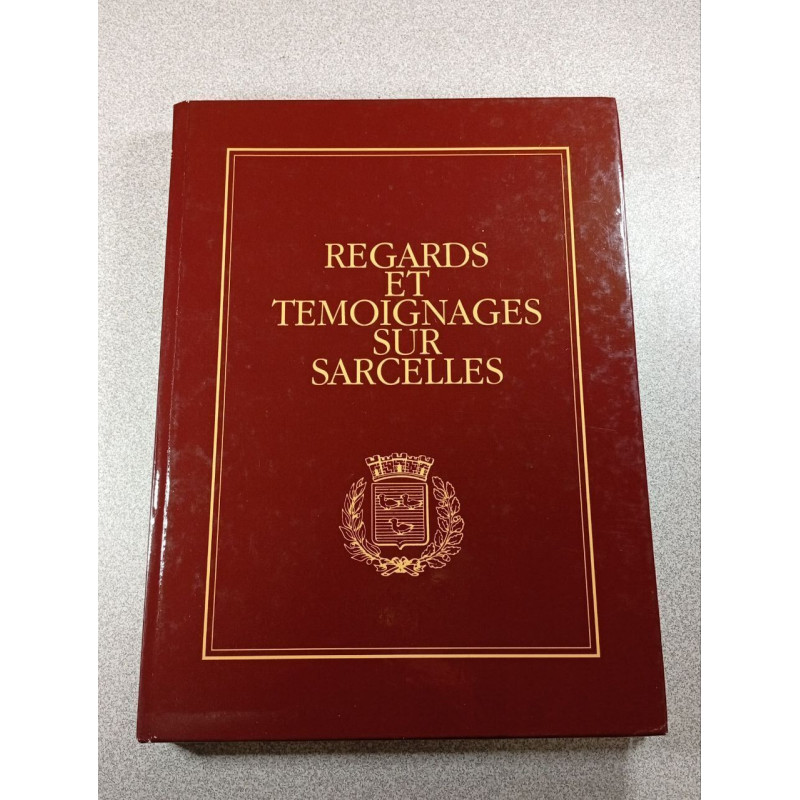 REGARDS
ET
TEMOIGNAGES
SUR
SARCELLES